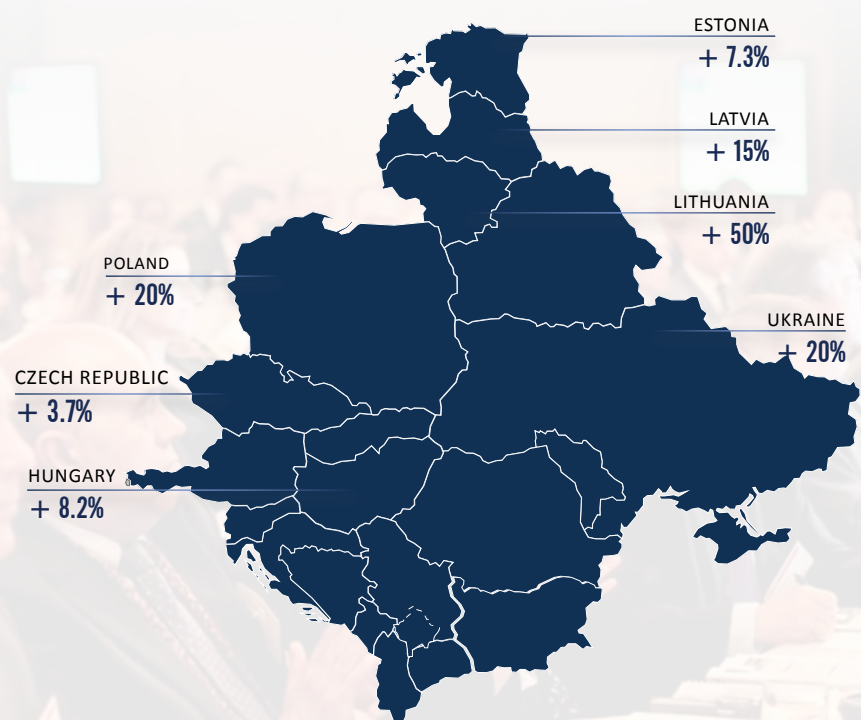 ESTONIA
+ 7.3%
LATVIA
+ 15%
LITHUANIA
+ 50%
POLAND
+ 20%
UKRAINE
+ 20%
CZECH REPUBLIC
+ 3.7%
HUNGARY
+ 8.2%